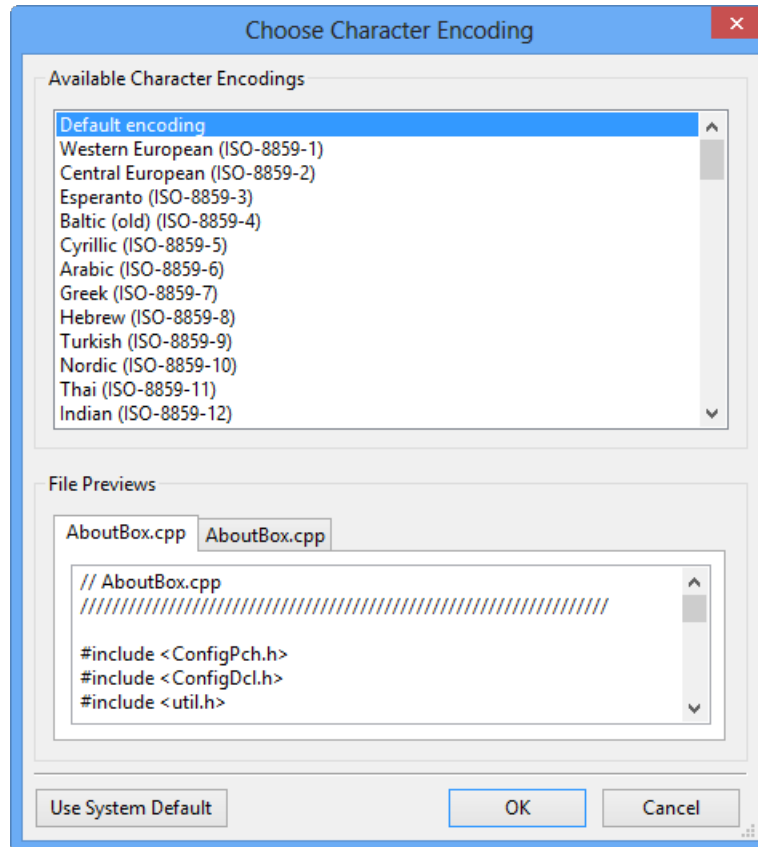 Choose Character Encoding
Available Character Encodings
Default encoding
Western European (ISO-8859-1)
Central European (ISO-8859-2)
Esperanto (ISO-8859-3)
Baltic (old) (ISO-8859-4)
Cyrillic (ISO-8859-5)
Arabic (ISO-8859-6)
Greek (ISO-8859-7)
Hebrew (ISO-8859-8)
Turkish (ISO-8859-9)
Nordic (ISO-8859-10)
Thai (ISO-8859-11)
Indian (ISO-8859-12)
File Previews
AboutBox.cpp AboutBox.cpp
// AboutBox.cpp
//////////////////////////////////////////////////////////////////
#include <ConfigPch.h>
#include <ConfigDcl.h>
#include <util.h>
Use System Default OK Cancel